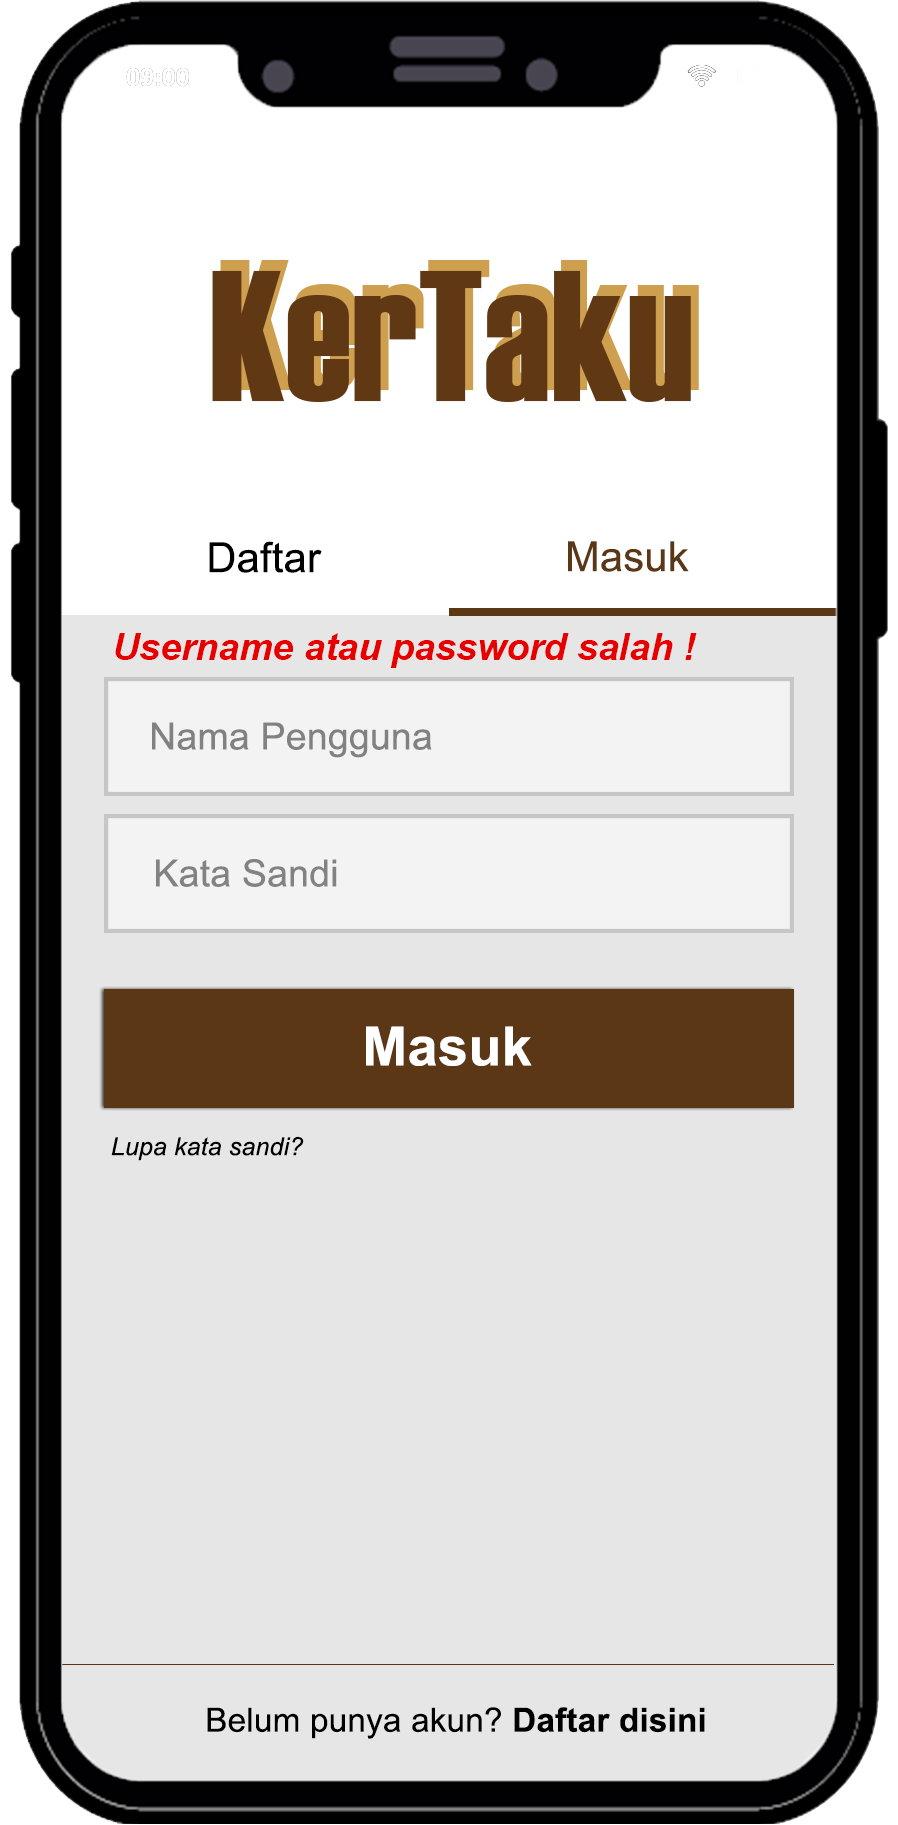 09:00
KerTaku
Daftar Masuk
Username atau password salah !
Nama Pengguna
Kata Sandi
Masuk
Lupa kata sandi?
Belum punya akun? Daftar disini